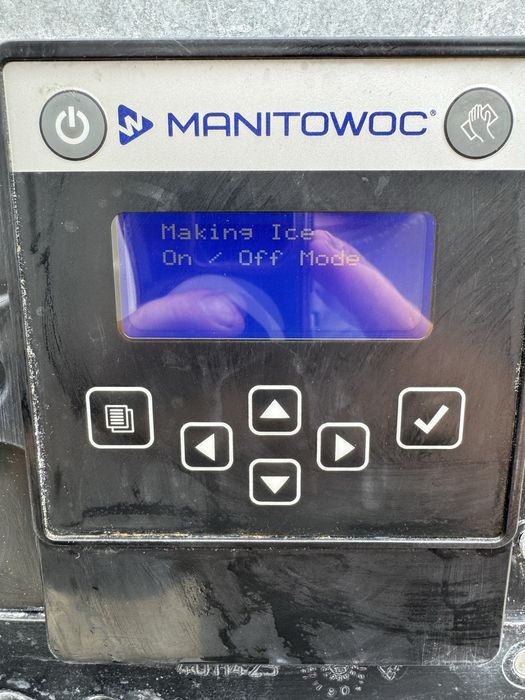 MANITOWOC®
Making Ice
On / Off Mode